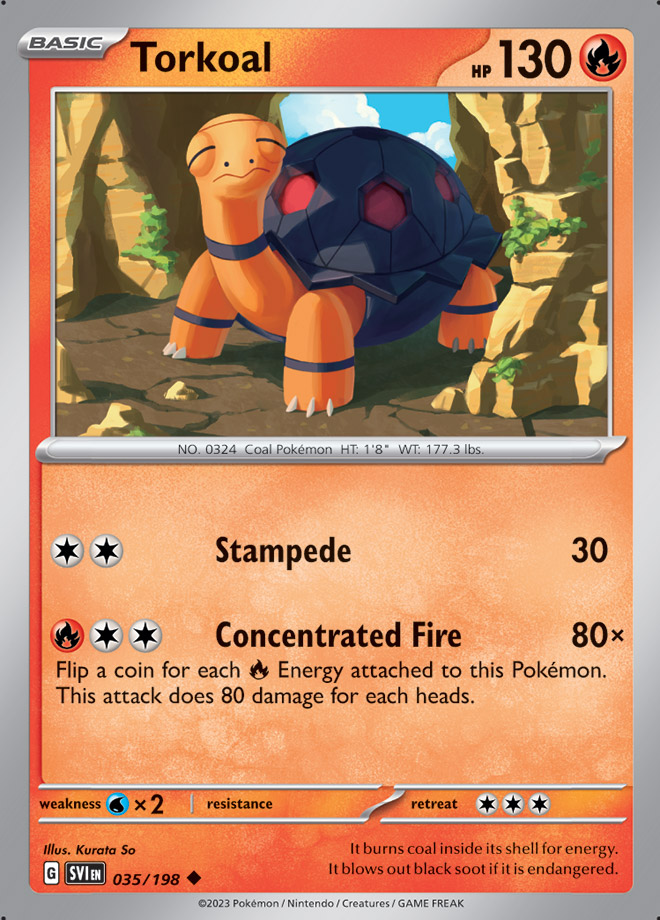 BASIC
Torkoal
HP 130
NO. 0324 Coal Pokémon HT: 1'8" WT: 177.3 lbs.
Stampede 30
Concentrated Fire 80×
Flip a coin for each Energy attached to this Pokémon.
This attack does 80 damage for each heads.
weakness ×2 resistance retreat
Illus. Kurata So
G SVI EN 035/198
It burns coal inside its shell for energy.
It blows out black soot if it is endangered.
©2023 Pokémon / Nintendo / Creatures / GAME FREAK